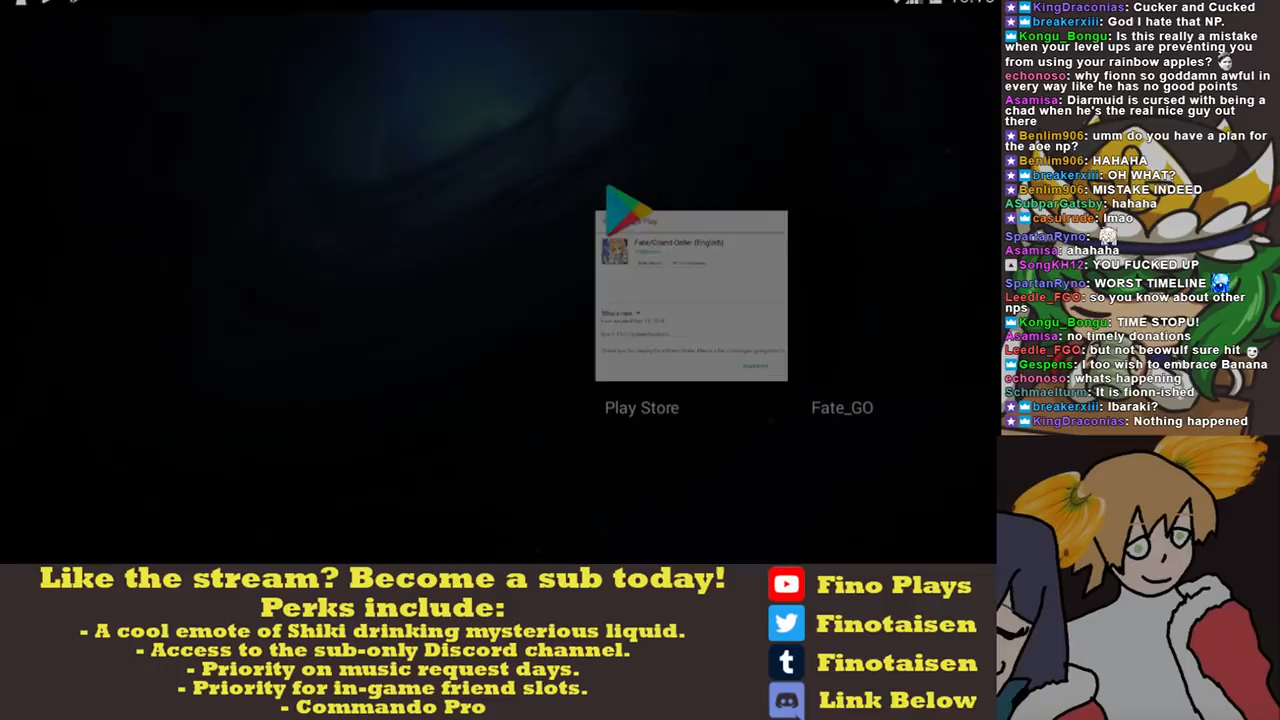 Fate/Grand Order (English)
What's new
Play Store
Fate_GO
KingDraconias: Cucker and Cucked
breakerxiii: God I hate that NP.
Kongu_Bongu: Is this really a mistake
when your level ups are preventing you
from using your rainbow apples?
echonoso: why fionn so goddamn awful in
every way like he has no good points
Asamisa: Diarmuid is cursed with being a
chad when he's the real nice guy out
there
Benlim906: umm do you have a plan for
the aoe np?
Benlim906: HAHAHA
breakerxiii: OH WHAT?
Benlim906: MISTAKE INDEED
ASubparGatsby: hahaha
casulrude: lmao
SpartanRyno:
Asamisa: ahahaha
SongKH12: YOU FUCKED UP
SpartanRyno: WORST TIMELINE
Leedle_FGO: so you know about other
nps
Kongu_Bongu: TIME STOPU!
Asamisa: no timely donations
Leedle_FGO: but not beowulf sure hit
Gespens: I too wish to embrace Banana
echonoso: whats happening
Schmaelturm: It is fionn-ished
breakerxiii: Ibaraki?
KingDraconias: Nothing happened
Like the stream? Become a sub today!
Perks include:
- A cool emote of Shiki drinking mysterious liquid.
- Access to the sub-only Discord channel.
- Priority on music request days.
- Priority for in-game friend slots.
- Commando Pro
Fino Plays
Finotaisen
Finotaisen
Link Below